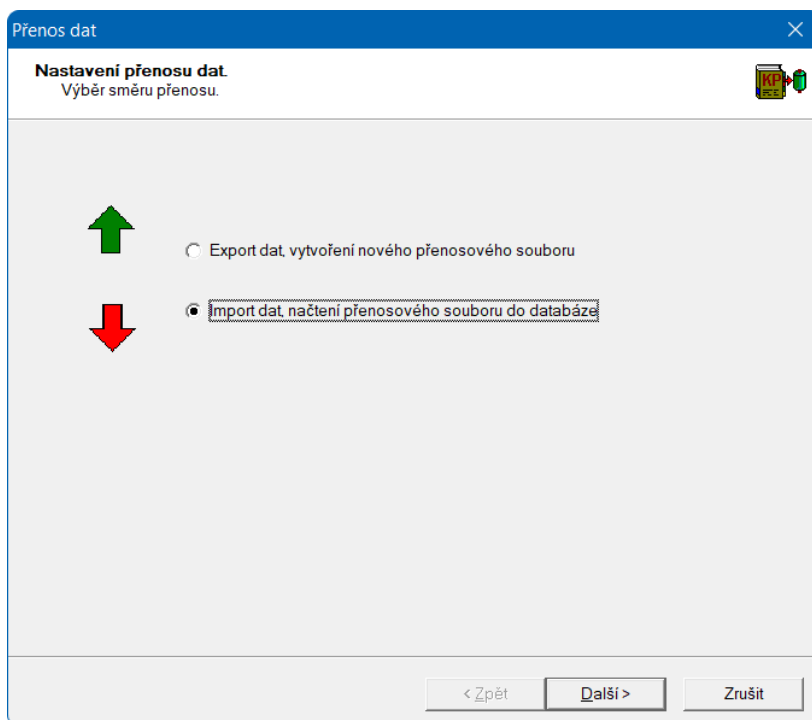 Přenos dat
Nastavení přenosu dat.
Výběr směru přenosu.
KP
Export dat, vytvoření nového přenosového souboru
Import dat, načtení přenosového souboru do databáze
< Zpět
Další >
Zrušit